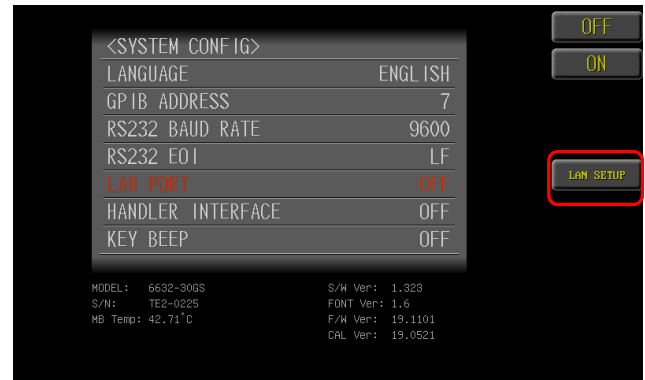 <SYSTEM CONFIG>
LANGUAGE ENGLISH
GPIB ADDRESS 7
RS232 BAUD RATE 9600
RS232 EOI LF
LAN PORT OFF
HANDLER INTERFACE OFF
KEY BEEP OFF
MODEL: 6632-30GS
S/N: TE2-0225
MB Temp: 42.71°C
S/W Ver: 1.323
FONT Ver: 1.6
F/W Ver: 19.1101
CAL Ver: 19.0521
OFF
ON
LAN SETUP